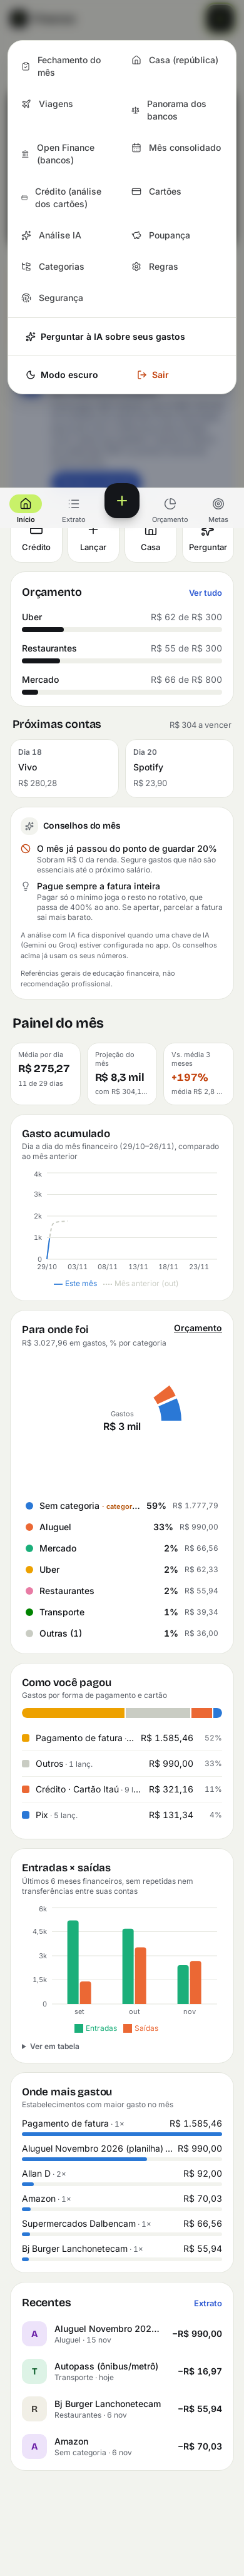 Fechamento do
mês
Casa (república)
Viagens
Panorama dos
bancos
Open Finance
(bancos)
Mês consolidado
Crédito (análise
dos cartões)
Cartões
Análise IA
Poupança
Categorias
Regras
Segurança
Perguntar à IA sobre seus gastos
Modo escuro
Sair
Início
Extrato
Orçamento
Metas
Crédito
Lançar
Casa
Perguntar
Orçamento
Ver tudo
Uber
R$ 62 de R$ 300
Restaurantes
R$ 55 de R$ 300
Mercado
R$ 66 de R$ 800
Próximas contas
R$ 304 a vencer
Dia 18
Vivo
R$ 280,28
Dia 20
Spotify
R$ 23,90
Conselhos do mês
O mês já passou do ponto de guardar 20%
Sobram R$ 0 da renda. Segure gastos que não são
essenciais até o próximo salário.
Pague sempre a fatura inteira
Pagar só o mínimo joga o resto no rotativo, que
passa de 400% ao ano. Se apertar, parcelar a fatura
sai mais barato.
A análise com IA fica disponível quando uma chave de IA
(Gemini ou Groq) estiver configurada no app. Os conselhos
acima já usam os seus números.
Referências gerais de educação financeira, não
recomendação profissional.
Painel do mês
Média por dia
R$ 275,27
11 de 29 dias
Projeção do
mês
R$ 8,3 mil
com R$ 304,1...
Vs. média 3
meses
+197%
média R$ 2,8 ...
Gasto acumulado
Dia a dia do mês financeiro (29/10–26/11), comparado
ao mês anterior
4k
3k
2k
1k
0
29/10 03/11 08/11 13/11 18/11 23/11
Este mês
Mês anterior (out)
Para onde foi
Orçamento
R$ 3.027,96 em gastos, % por categoria
Gastos
R$ 3 mil
Sem categoria · categor... 59% R$ 1.777,79
Aluguel 33% R$ 990,00
Mercado 2% R$ 66,56
Uber 2% R$ 62,33
Restaurantes 2% R$ 55,94
Transporte 1% R$ 39,34
Outras (1) 1% R$ 36,00
Como você pagou
Gastos por forma de pagamento e cartão
Pagamento de fatura ·... R$ 1.585,46 52%
Outros · 1 lanç. R$ 990,00 33%
Crédito · Cartão Itaú · 9 l... R$ 321,16 11%
Pix · 5 lanç. R$ 131,34 4%
Entradas × saídas
Últimos 6 meses financeiros, sem repetidas nem
transferências entre suas contas
6k
4,5k
3k
1,5k
0
set out nov
Entradas Saídas
Ver em tabela
Onde mais gastou
Estabelecimentos com maior gasto no mês
Pagamento de fatura · 1× R$ 1.585,46
Aluguel Novembro 2026 (planilha) ... R$ 990,00
Allan D · 2× R$ 92,00
Amazon · 1× R$ 70,03
Supermercados Dalbencam · 1× R$ 66,56
Bj Burger Lanchonetecam · 1× R$ 55,94
Recentes
Extrato
A
Aluguel Novembro 202...
Aluguel · 15 nov
−R$ 990,00
T
Autopass (ônibus/metrô)
Transporte · hoje
−R$ 16,97
R
Bj Burger Lanchonetecam
Restaurantes · 6 nov
−R$ 55,94
A
Amazon
Sem categoria · 6 nov
−R$ 70,03